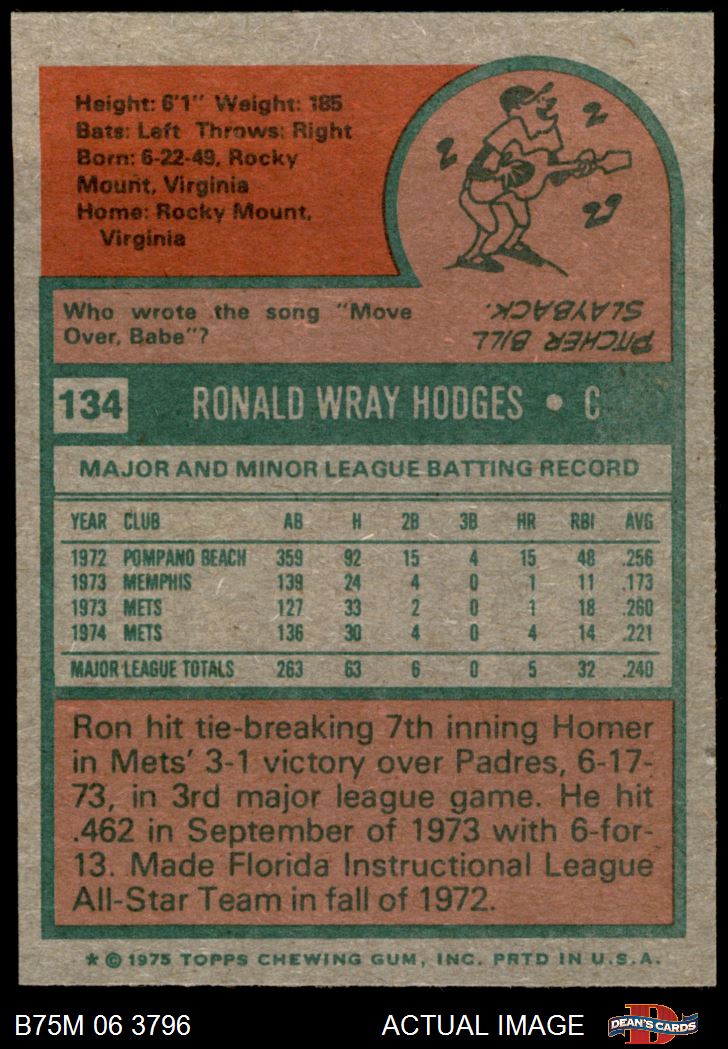 Height: 6'1" Weight: 185
Bats: Left Throws: Right
Born: 6-22-49, Rocky
Mount, Virginia
Home: Rocky Mount,
Virginia
Who wrote the song "Move
Over, Babe"?
PITCHER BILL
SLAYBACK.
134
RONALD WRAY HODGES • C
MAJOR AND MINOR LEAGUE BATTING RECORD
YEAR CLUB AB H 2B 3B HR RBI AVG
1972 POMPANO BEACH 359 92 15 4 15 48 .256
1973 MEMPHIS 139 24 4 0 1 11 .173
1973 METS 127 33 2 0 1 18 .260
1974 METS 136 30 4 0 4 14 .221
MAJOR LEAGUE TOTALS 263 63 6 0 5 32 .240
Ron hit tie-breaking 7th inning Homer
in Mets' 3-1 victory over Padres, 6-17-
73, in 3rd major league game. He hit
.462 in September of 1973 with 6-for-
13. Made Florida Instructional League
All-Star Team in fall of 1972.
* © 1975 TOPPS CHEWING GUM, INC. PRTD IN U.S.A.
B75M 06 3796 ACTUAL IMAGE
D
DEAN'S CARDS